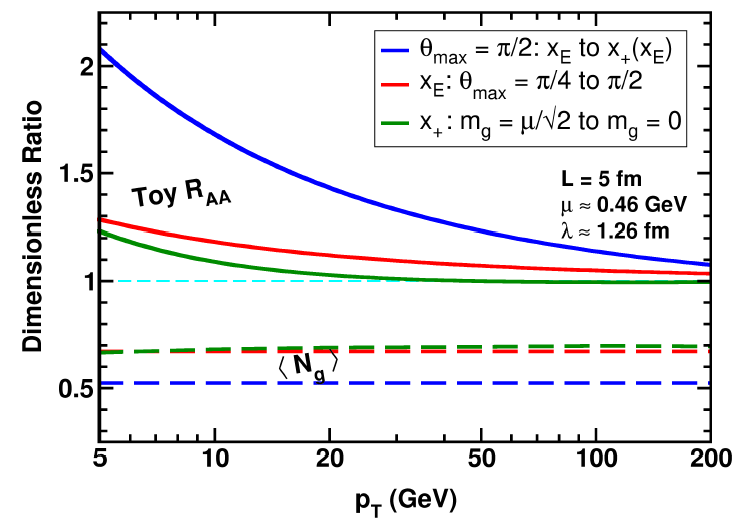 θmax = π/2: xE to x+(xE)
xE: θmax = π/4 to π/2
x+: mg = μ/√2 to mg = 0
Toy RAA
L = 5 fm
μ ≈ 0.46 GeV
λ ≈ 1.26 fm
⟨ Ng ⟩
Dimensionless Ratio
2
1.5
1
0.5
5 10 20 50 100 200
pT (GeV)